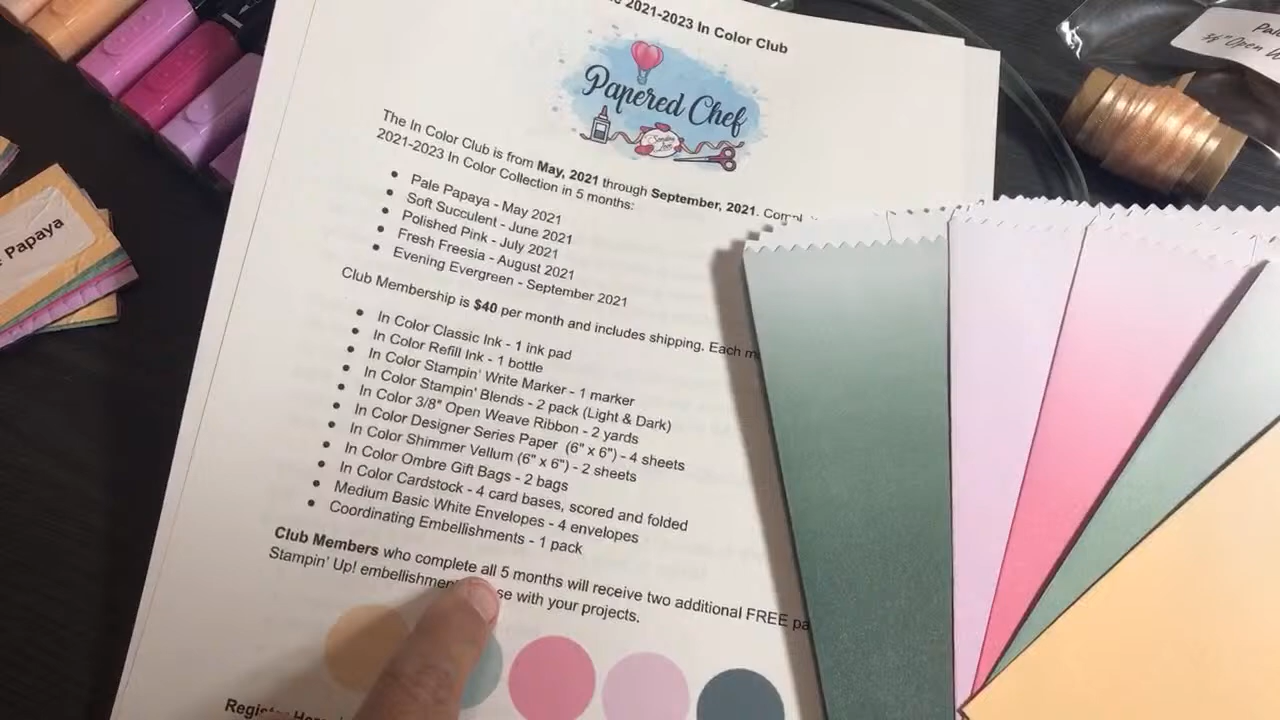 2021-2023 In Color Club
Papered Chef
The In Color Club is from May, 2021 through September, 2021.
2021-2023 In Color Collection in 5 months:
Pale Papaya - May 2021
Soft Succulent - June 2021
Polished Pink - July 2021
Fresh Freesia - August 2021
Evening Evergreen - September 2021
Club Membership is $40 per month and includes shipping. Each
In Color Classic Ink - 1 ink pad
In Color Refill Ink - 1 bottle
In Color Stampin' Write Marker - 1 marker
In Color Stampin' Blends - 2 pack (Light & Dark)
In Color 3/8" Open Weave Ribbon - 2 yards
In Color Designer Series Paper (6" x 6") - 4 sheets
In Color Shimmer Vellum (6" x 6") - 2 sheets
In Color Ombre Gift Bags - 2 bags
In Color Cardstock - 4 card bases, scored and folded
Medium Basic White Envelopes - 4 envelopes
Coordinating Embellishments - 1 pack
Club Members who complete all 5 months will receive two additional FREE
Stampin' Up! with your projects.
Papaya
3/8" Open